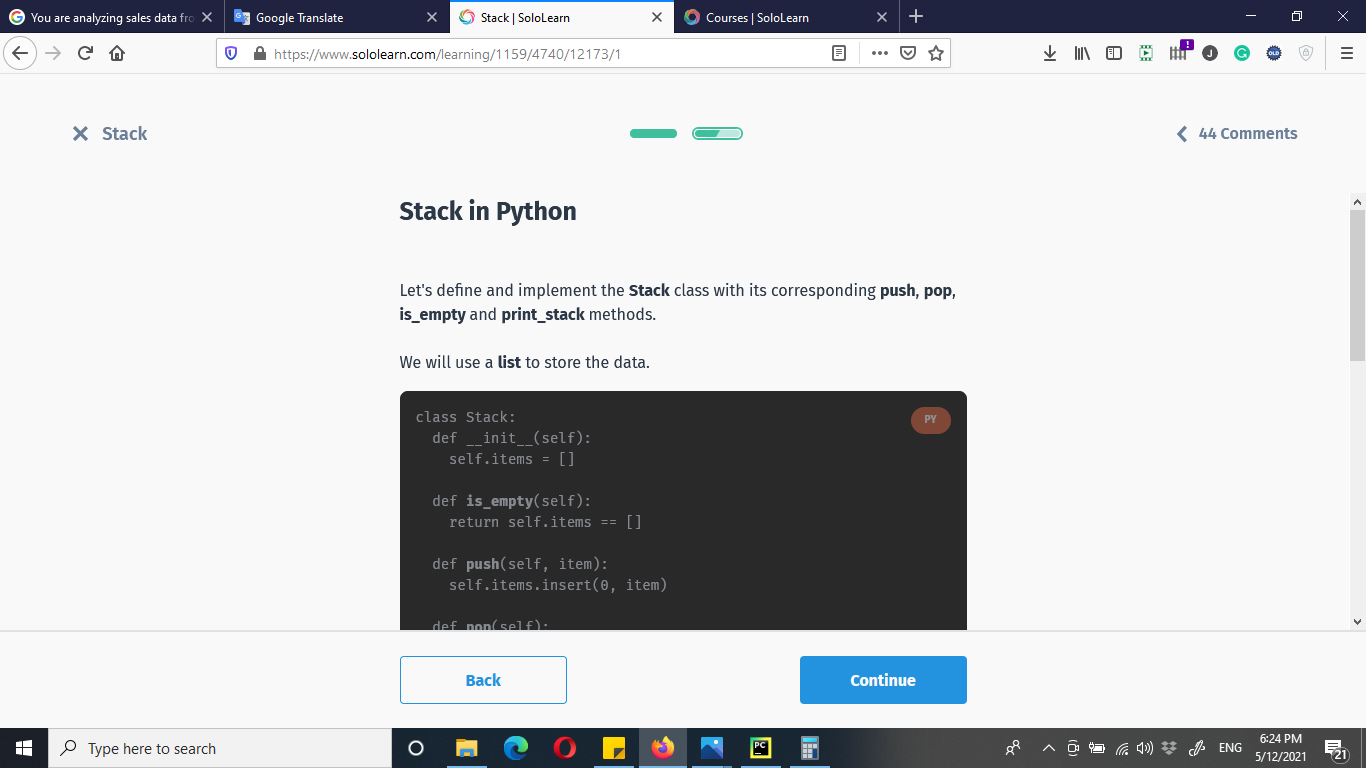 You are analyzing sales data fro
Google Translate
Stack | SoloLearn
Courses | SoloLearn
https://www.sololearn.com/learning/1159/4740/12173/1
Stack
44 Comments
Stack in Python
Let's define and implement the Stack class with its corresponding push, pop,
is_empty and print_stack methods.
We will use a list to store the data.
PY
class Stack:
  def __init__(self):
    self.items = []
  def is_empty(self):
    return self.items == []
  def push(self, item):
    self.items.insert(0, item)
  def pop(self):
Back
Continue
Type here to search
PC
ENG
6:24 PM
5/12/2021
21